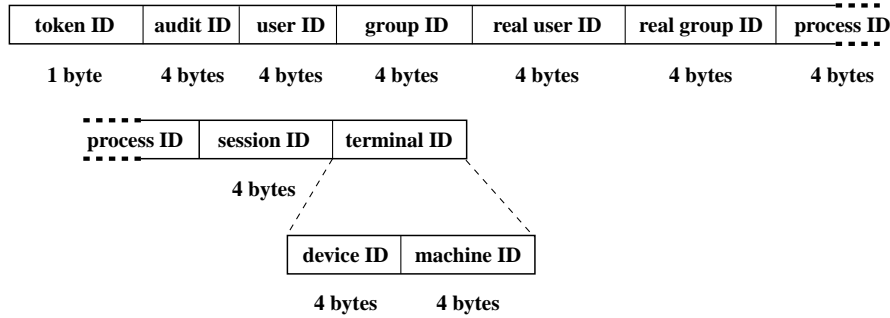 token ID audit ID user ID group ID real user ID real group ID process ID
1 byte 4 bytes 4 bytes 4 bytes 4 bytes 4 bytes 4 bytes
process ID session ID terminal ID
4 bytes
device ID machine ID
4 bytes 4 bytes